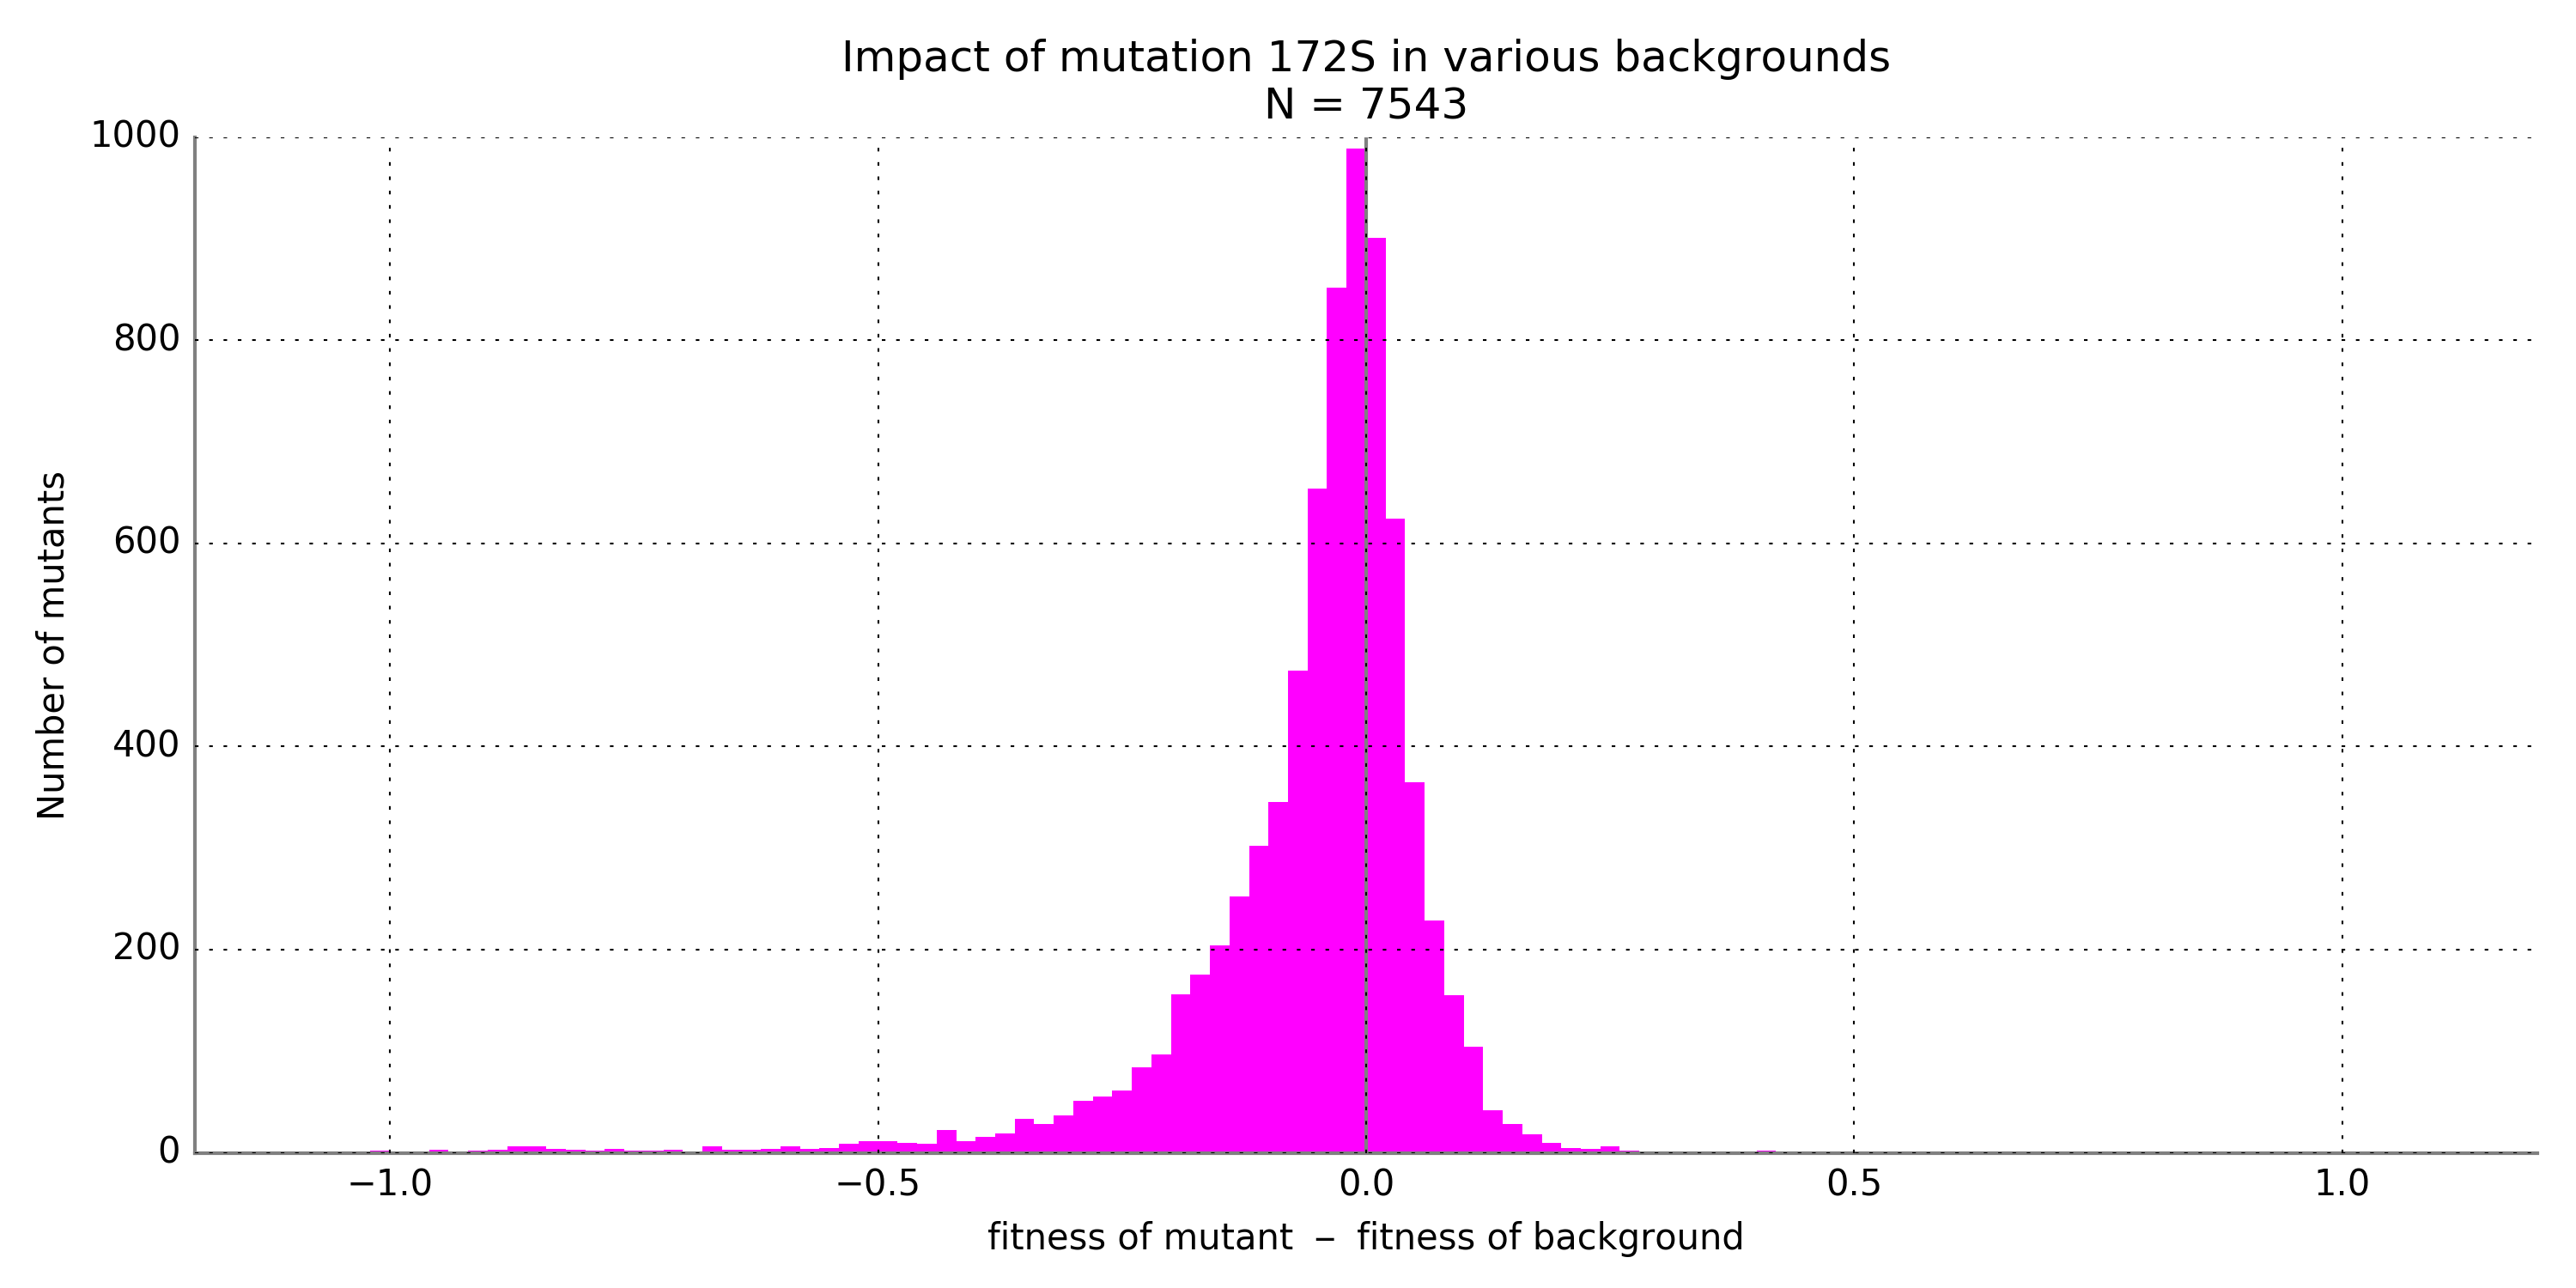 Impact of mutation 172S in various backgrounds
N = 7543
1000
800
600
400
200
0
Number of mutants
−1.0
−0.5
0.0
0.5
1.0
fitness of mutant – fitness of background